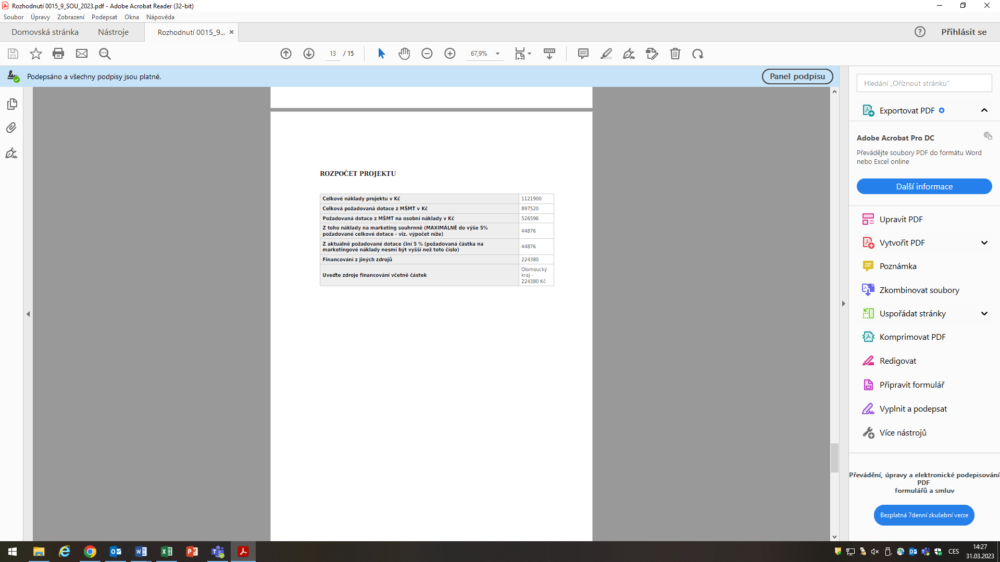 Rozhodnutí 0015_9_SOU_2023.pdf - Adobe Acrobat Reader (32-bit)
Soubor Úpravy Zobrazení Podepsat Okna Nápověda
Domovská stránka Nástroje Rozhodnutí 0015_9... × Přihlásit se
13 / 15 67,9%
Podepsáno a všechny podpisy jsou platné. Panel podpisu
ROZPOČET PROJEKTU
Celkové náklady projektu v Kč 1121900
Celková požadovaná dotace z MŠMT v Kč 897520
Požadovaná dotace z MŠMT na osobní náklady v Kč 526596
Z toho náklady na marketing souhrnně (MAXIMÁLNĚ do výše 5%
požadované celkové dotace - viz. výpočet níže) 44876
Z aktuálně požadované dotace činí 5 % (požadovaná částka na
marketingové náklady nesmí být vyšší než toto číslo) 44876
Financování z jiných zdrojů 224380
Uveďte zdroje financování včetně částek
Olomoucký
kraj -
224380 Kč
Hledání „Oříznout stránku“
Exportovat PDF
Adobe Acrobat Pro DC
Převádějte soubory PDF do formátu Word
nebo Excel online
Další informace
Upravit PDF
Vytvořit PDF
Poznámka
Zkombinovat soubory
Uspořádat stránky
Komprimovat PDF
Redigovat
Připravit formulář
Vyplnit a podepsat
Více nástrojů
Převádění, úpravy a elektronické podepisování
PDF
formulářů a smluv
Bezplatná 7denní zkušební verze
CES
14:27
31.03.2023